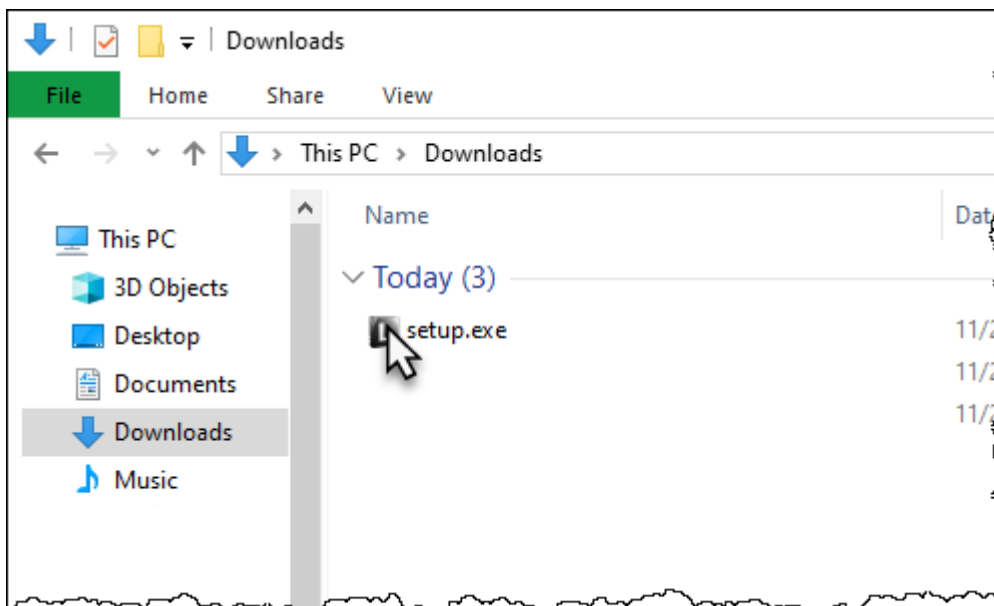 Downloads
File Home Share View
This PC > Downloads
Name
This PC
3D Objects
Desktop
Documents
Downloads
Music
Today (3)
setup.exe